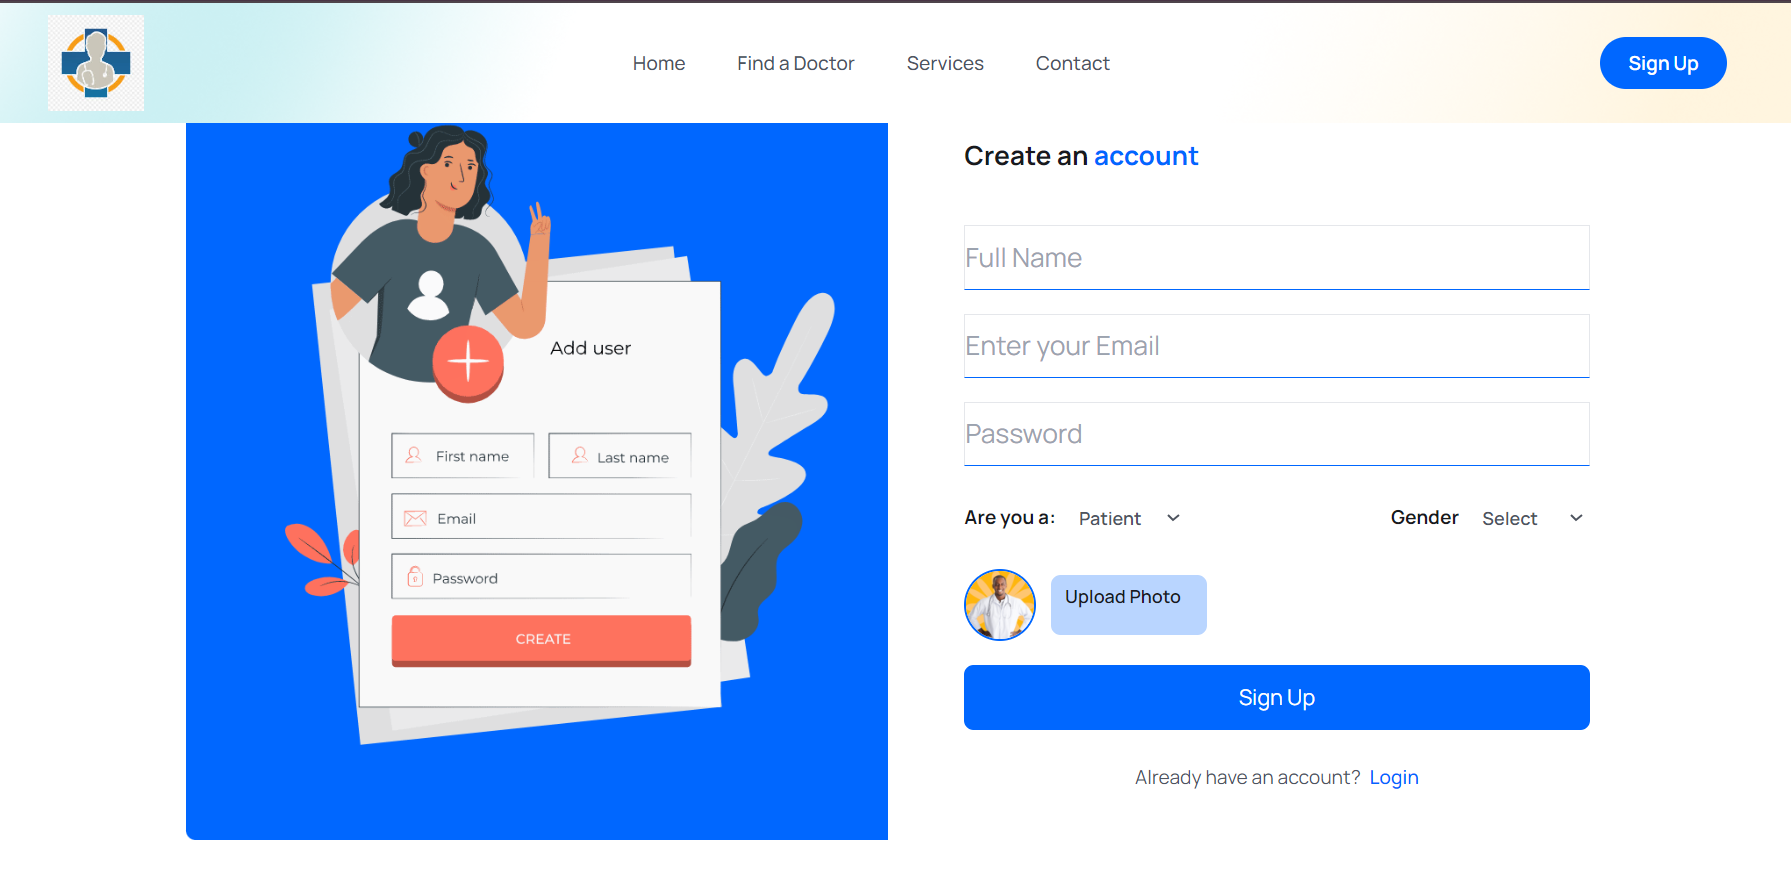 Home
Find a Doctor
Services
Contact
Sign Up
Add user
First name
Last name
Email
Password
CREATE
Create an account
Full Name
Enter your Email
Password
Are you a: Patient
Gender Select
Upload Photo
Sign Up
Already have an account? Login